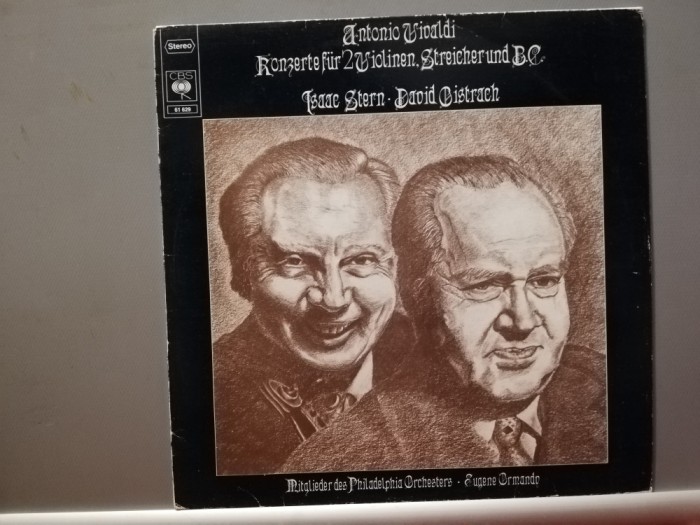 Antonio Vivaldi
Konzerte für 2 Violinen, Streicher und B.C.
Isaac Stern · David Oistrach
Stereo
CBS
61 629
Mitglieder des Philadelphia Orchesters · Eugene Ormandy